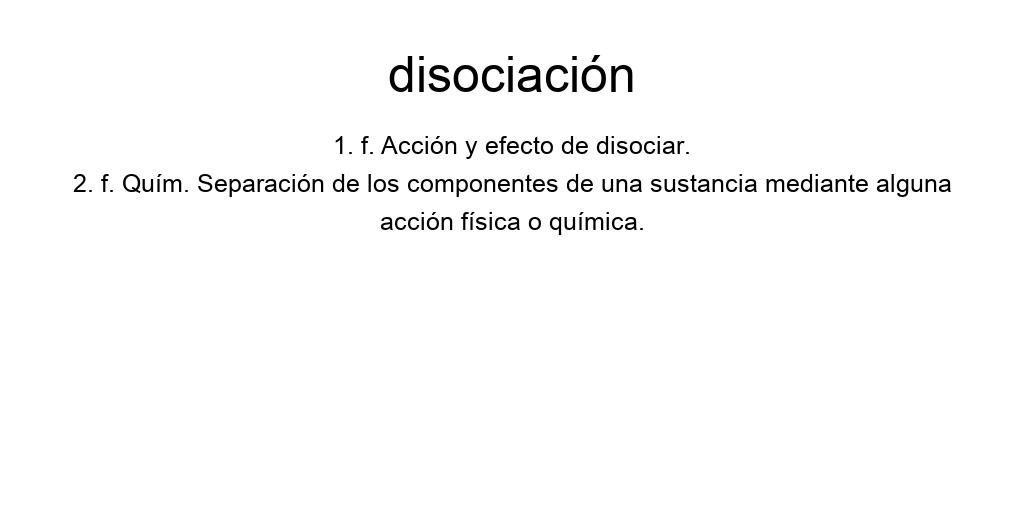 disociación
1. f. Acción y efecto de disociar.
2. f. Quím. Separación de los componentes de una sustancia mediante alguna
acción física o química.